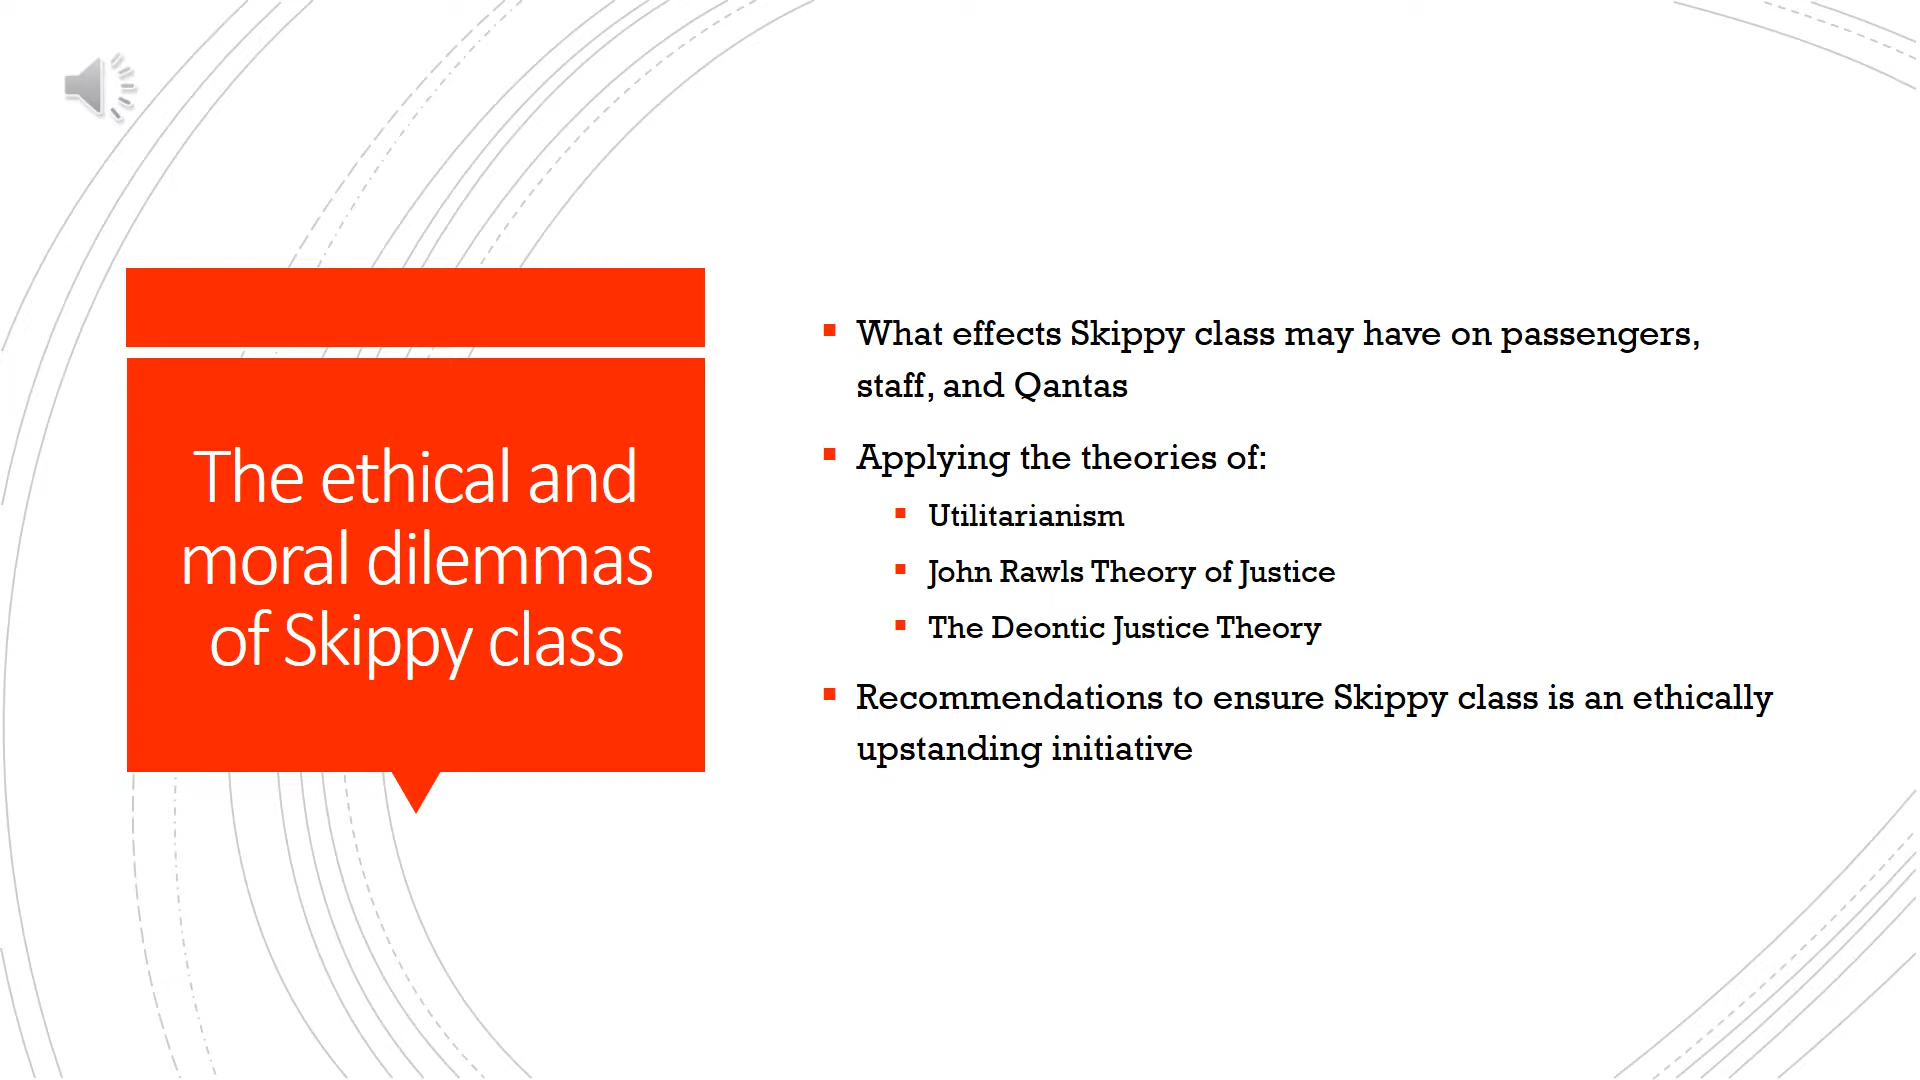 The ethical and
moral dilemmas
of Skippy class
What effects Skippy class may have on passengers,
staff, and Qantas
Applying the theories of:
Utilitarianism
John Rawls Theory of Justice
The Deontic Justice Theory
Recommendations to ensure Skippy class is an ethically
upstanding initiative